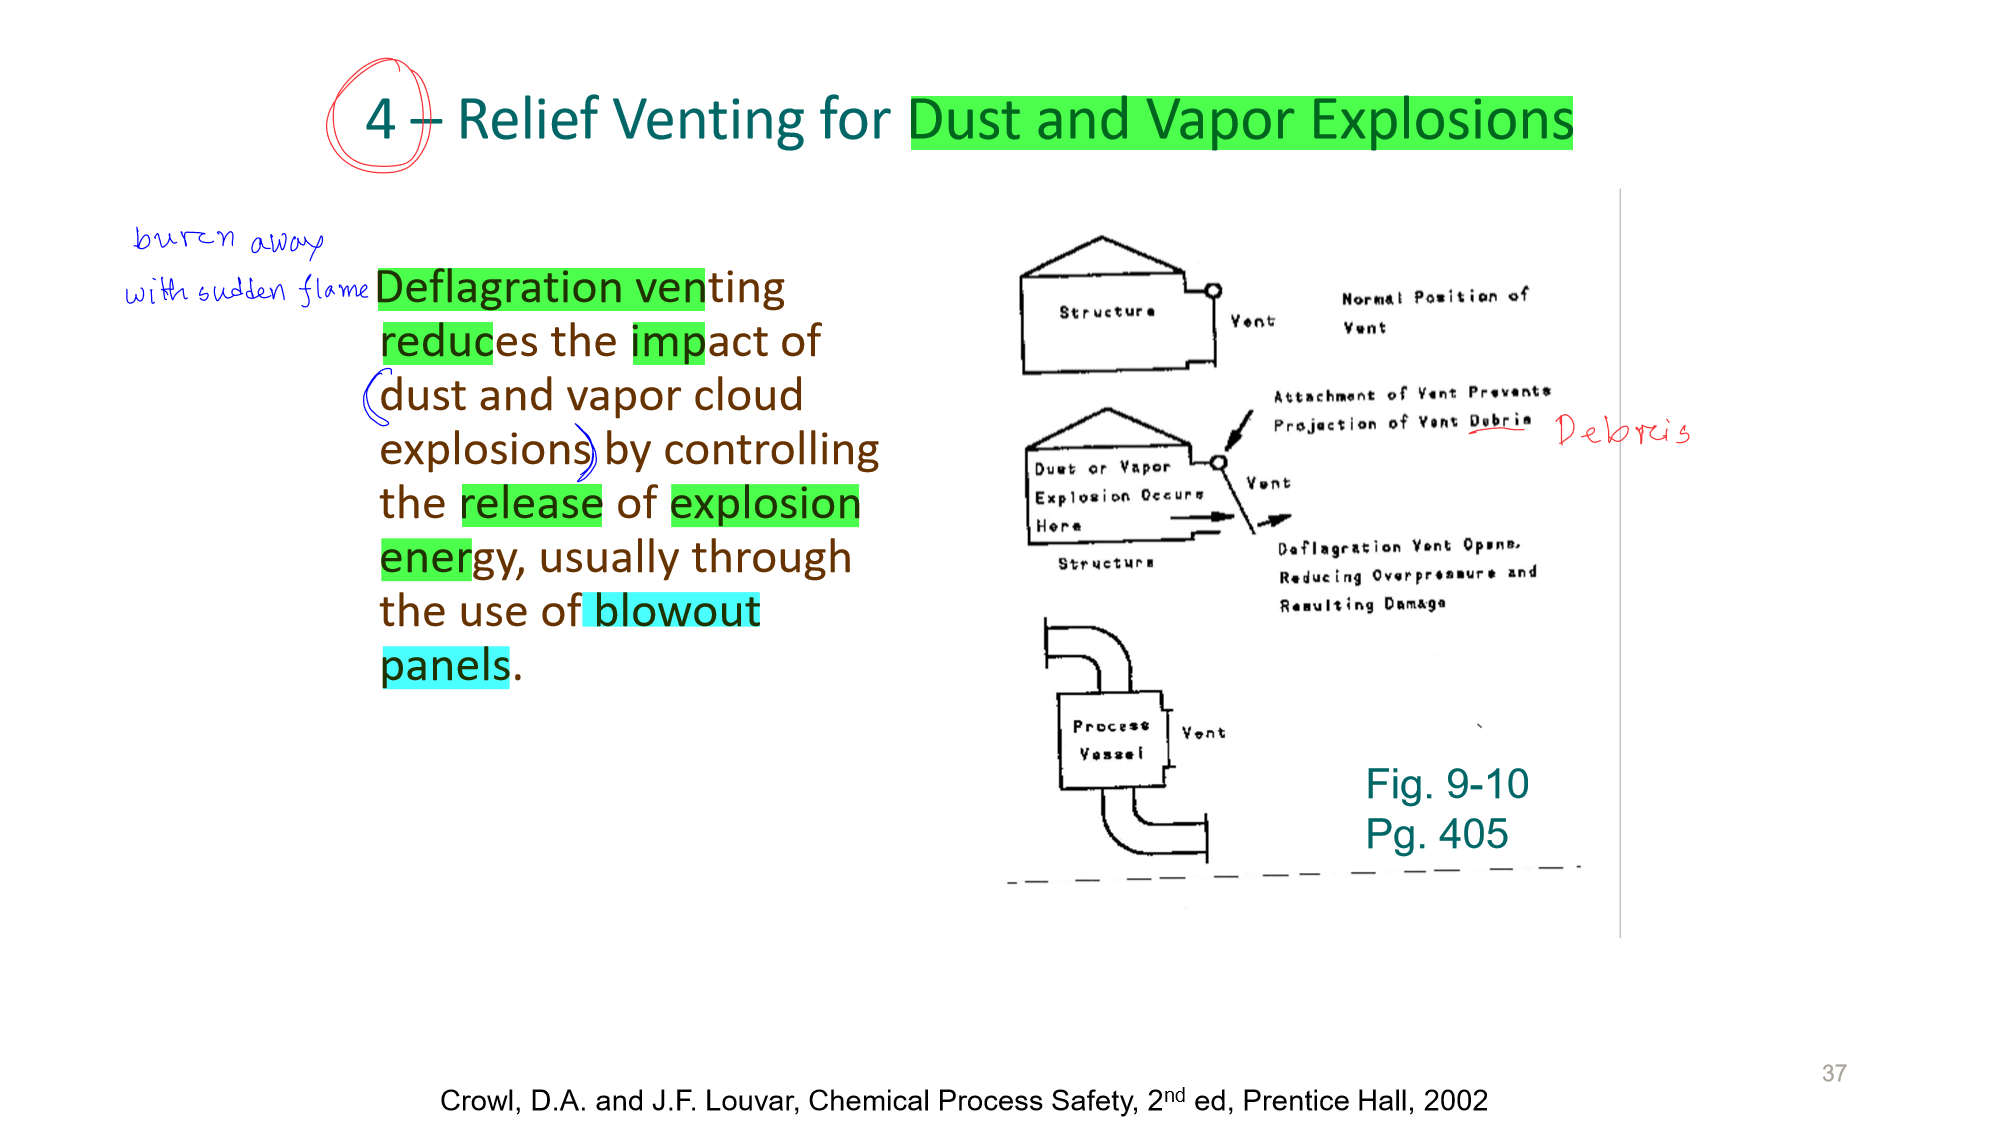 4 – Relief Venting for Dust and Vapor Explosions
buren away
with sudden flame
Deflagration venting
reduces the impact of
dust and vapor cloud
explosions by controlling
the release of explosion
energy, usually through
the use of blowout
panels.
Structure
Vent
Normal Position of
Vent
Attachment of Vent Prevents
Projection of Vent Debris
Debreis
Dust or Vapor
Explosion Occurs
Here
Vent
Structure
Deflagration Vent Opens,
Reducing Overpressure and
Resulting Damage
Process
Vessel
Vent
Fig. 9-10
Pg. 405
37
Crowl, D.A. and J.F. Louvar, Chemical Process Safety, 2nd ed, Prentice Hall, 2002